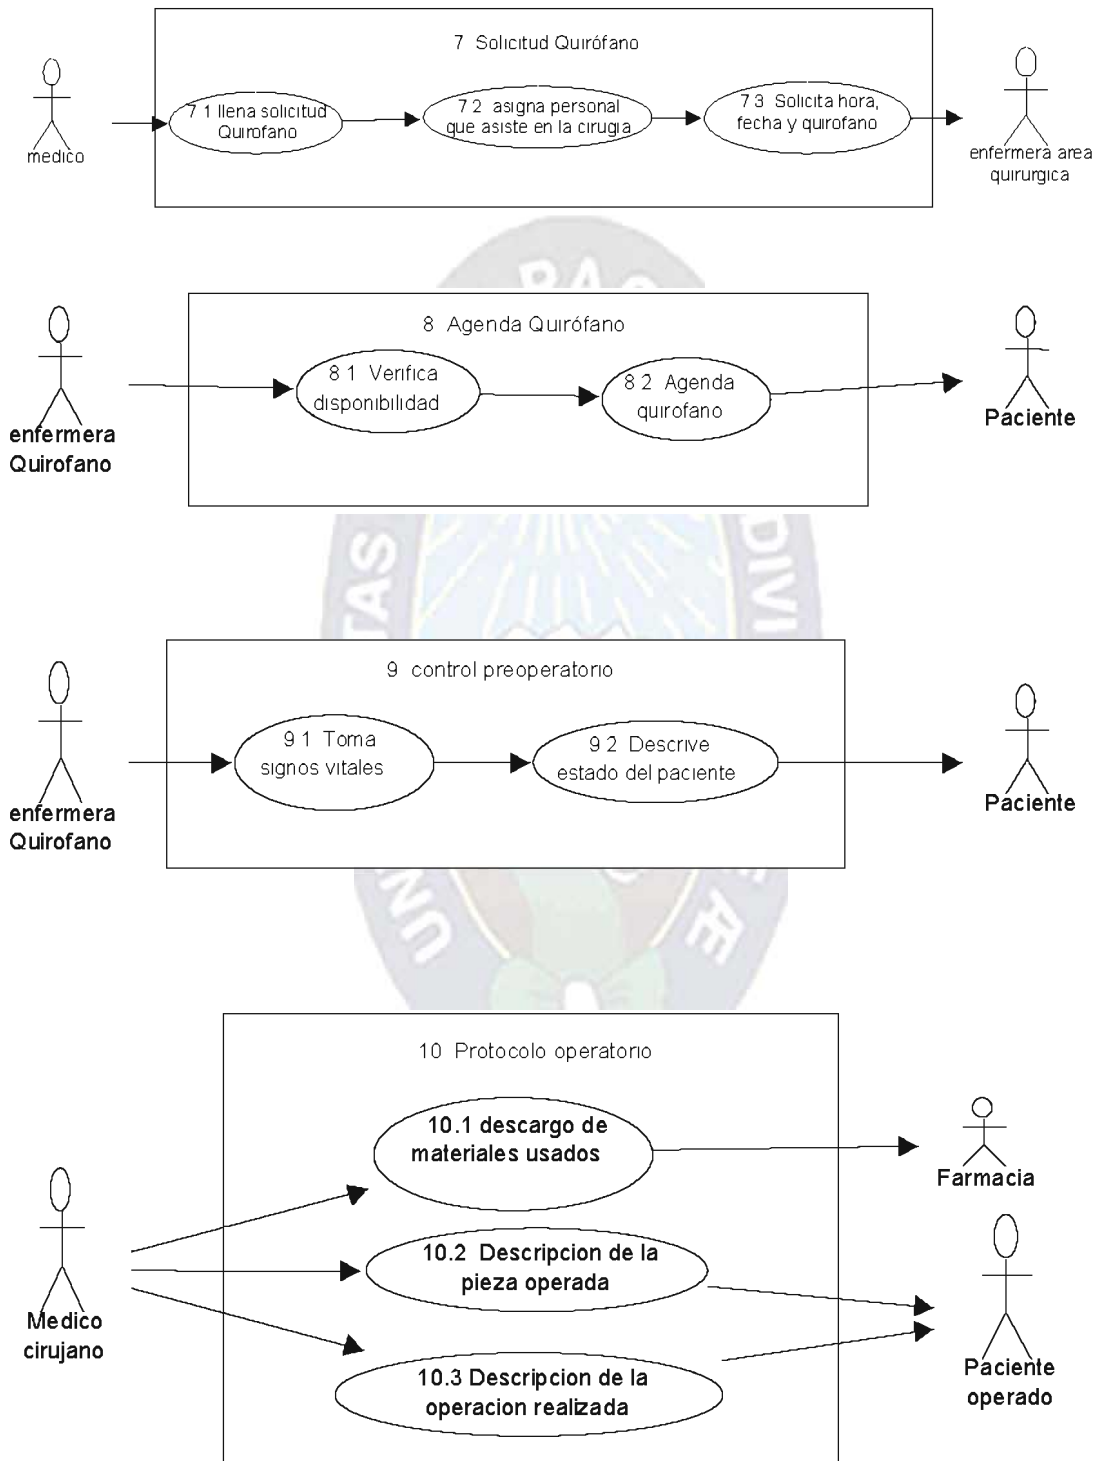 7 Solicitud Quirófano
7 1 llena solicitud
Quirofano
7 2 asigna personal
que asiste en la cirugia
7 3 Solicita hora,
fecha y quirofano
medico
enfermera area
quirurgica
8 Agenda Quirófano
8 1 Verifica
disponibilidad
8 2 Agenda
quirofano
enfermera
Quirofano
Paciente
9 control preoperatorio
9 1 Toma
signos vitales
9 2 Descrive
estado del paciente
enfermera
Quirofano
Paciente
10 Protocolo operatorio
10.1 descargo de
materiales usados
Farmacia
10.2 Descripcion de la
pieza operada
Medico
cirujano
10.3 Descripcion de la
operacion realizada
Paciente
operado
TAS
DIVI
UN
Æ